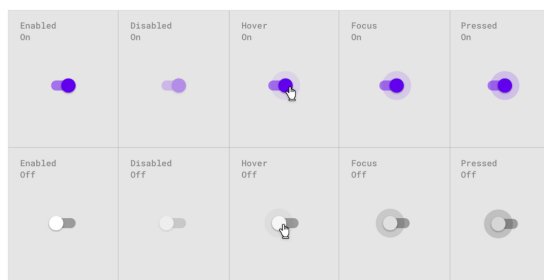 Enabled
On
Disabled
On
Hover
On
Focus
On
Pressed
On
Enabled
Off
Disabled
Off
Hover
Off
Focus
Off
Pressed
Off